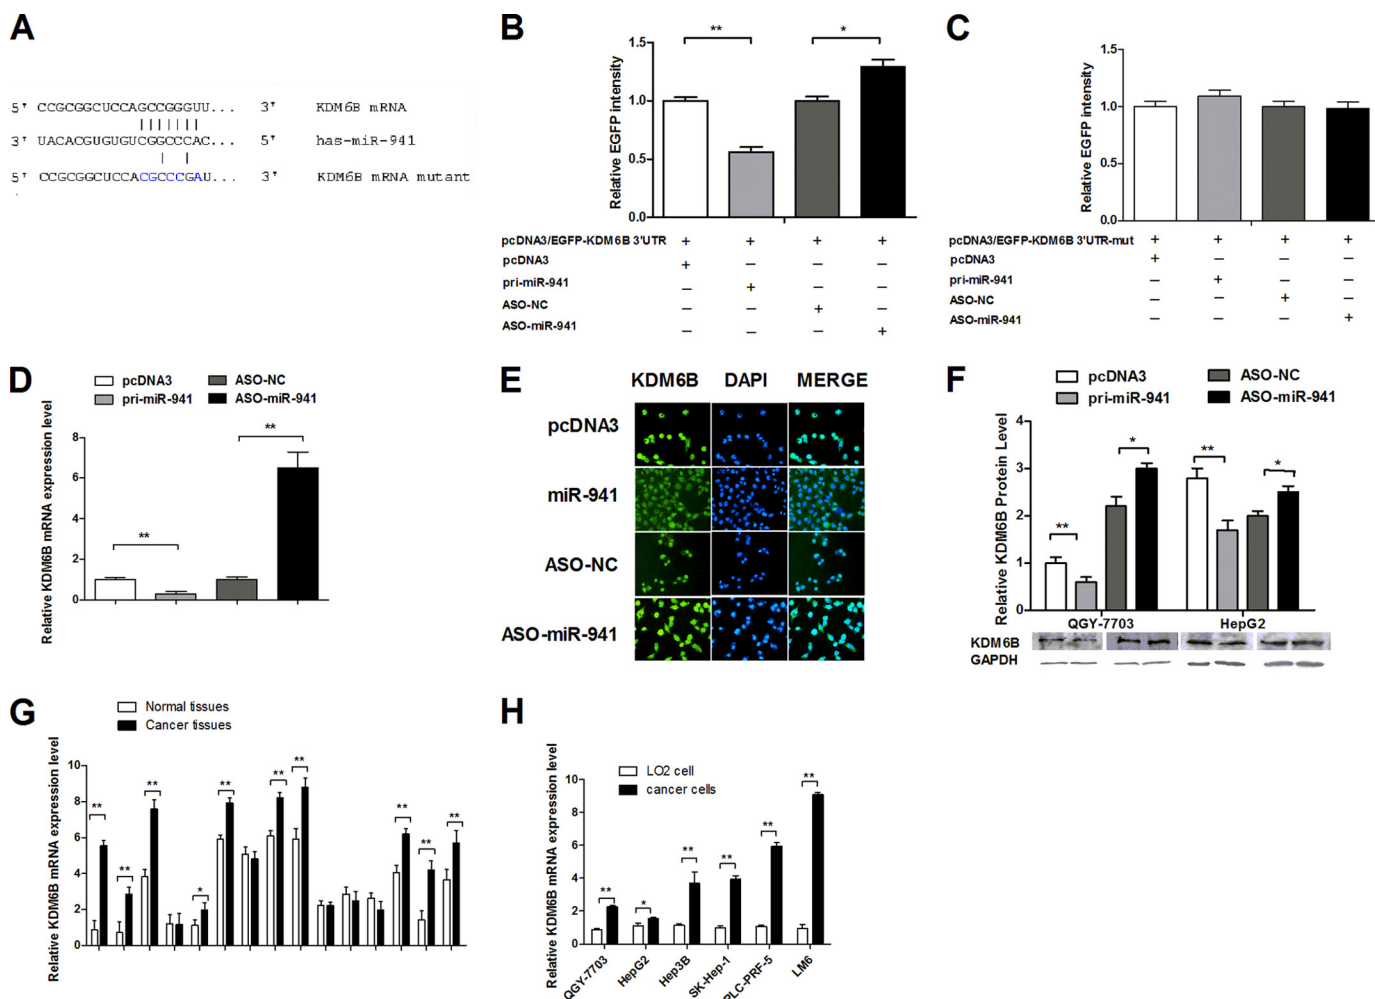 A
5' CCGCGGCUCCAGCCGGGUU... 3' KDM6B mRNA
3' UACACGUGUGUCGGCCCAC... 5' has-miR-941
5' CCGCGGCUCCACGCCCGAU... 3' KDM6B mRNA mutant
B
Relative EGFP intensity
1.5
1.0
0.5
0.0
** *
pcDNA3/EGFP-KDM6B 3'UTR + + + +
pcDNA3 + – – –
pri-miR-941 – + – –
ASO-NC – – + –
ASO-miR-941 – – – +
C
Relative EGFP intensity
1.5
1.0
0.5
0.0
pcDNA3/EGFP-KDM6B 3'UTR-mut + + + +
pcDNA3 + – – –
pri-miR-941 – + – –
ASO-NC – – + –
ASO-miR-941 – – – +
D
pcDNA3 ASO-NC
pri-miR-941 ASO-miR-941
Relative KDM6B mRNA expression level
8
6
4
2
0
** **
E
KDM6B DAPI MERGE
pcDNA3
miR-941
ASO-NC
ASO-miR-941
F
pcDNA3 ASO-NC
pri-miR-941 ASO-miR-941
Relative KDM6B Protein Level
4
3
2
1
0
** * ** *
QGY-7703 HepG2
KDM6B
GAPDH
G
Normal tissues
Cancer tissues
Relative KDM6B mRNA expression level
10
8
6
4
2
0
** ** ** * ** ** ** ** ** **
H
LO2 cell
cancer cells
Relative KDM6B mRNA expression level
10
8
6
4
2
0
** * ** ** ** **
QGY-7703 HepG2 Hep3B SK-Hep-1 PLC-PRF-5 LM6